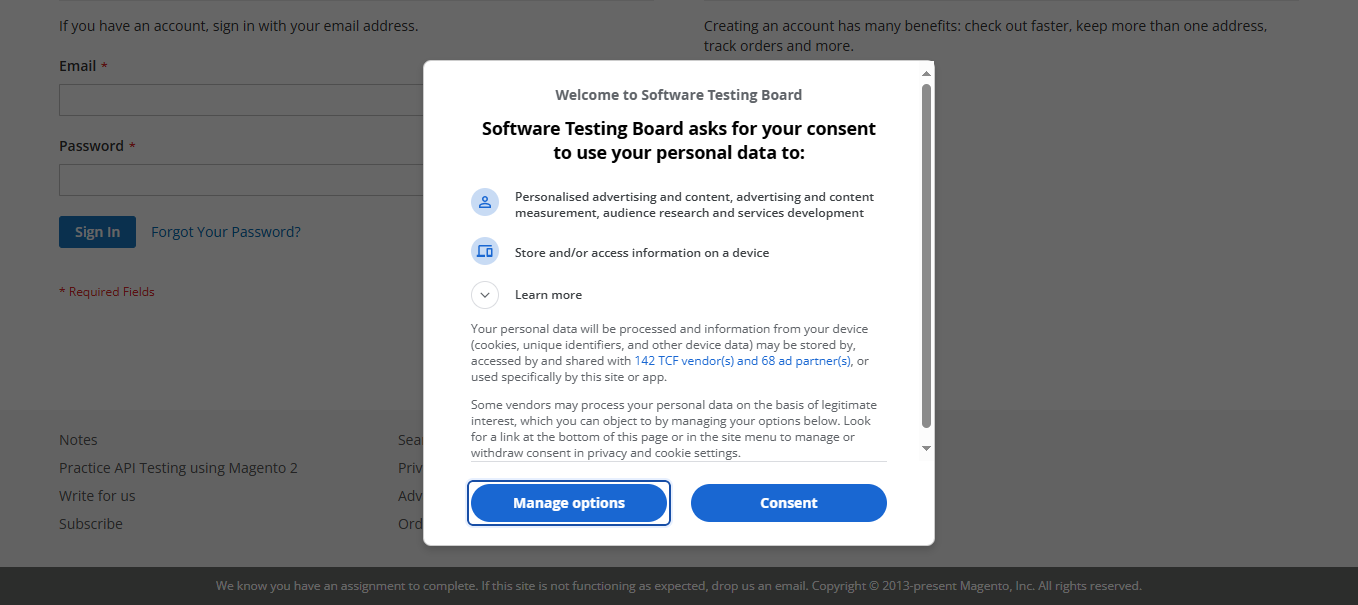 If you have an account, sign in with your email address.
Creating an account has many benefits: check out faster, keep more than one address,
track orders and more.
Email *
Password *
Sign In
Forgot Your Password?
* Required Fields
Welcome to Software Testing Board
Software Testing Board asks for your consent
to use your personal data to:
Personalised advertising and content, advertising and content
measurement, audience research and services development
Store and/or access information on a device
Learn more
Your personal data will be processed and information from your device
(cookies, unique identifiers, and other device data) may be stored by,
accessed by and shared with 142 TCF vendor(s) and 68 ad partner(s), or
used specifically by this site or app.
Some vendors may process your personal data on the basis of legitimate
interest, which you can object to by managing your options below. Look
for a link at the bottom of this page or in the site menu to manage or
withdraw consent in privacy and cookie settings.
Manage options
Consent
Notes
Practice API Testing using Magento 2
Write for us
Subscribe
We know you have an assignment to complete. If this site is not functioning as expected, drop us an email. Copyright © 2013-present Magento, Inc. All rights reserved.